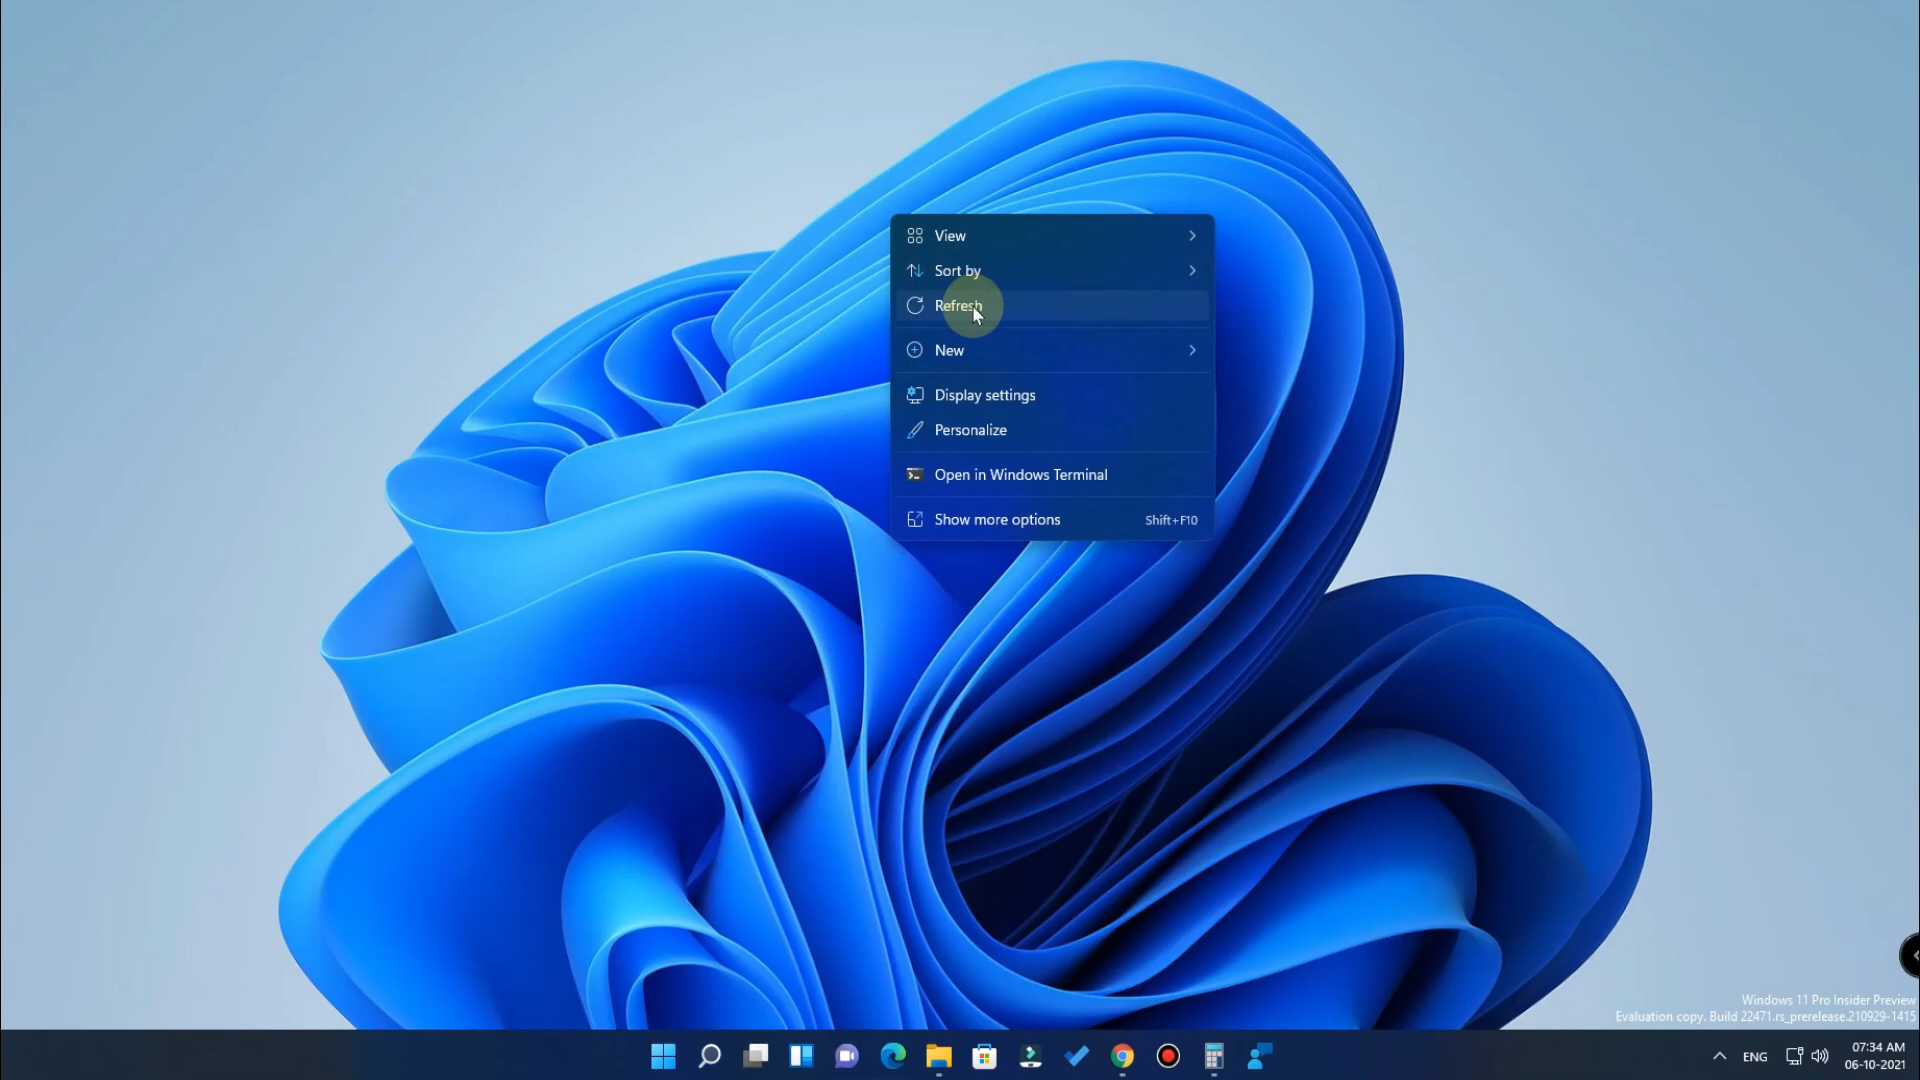 View
Sort by
Refresh
New
Display settings
Personalize
Open in Windows Terminal
Show more options Shift+F10
Windows 11 Pro Insider Preview
Evaluation copy. Build 22471.rs_prerelease.210929-1415
ENG
07:34 AM
06-10-2021